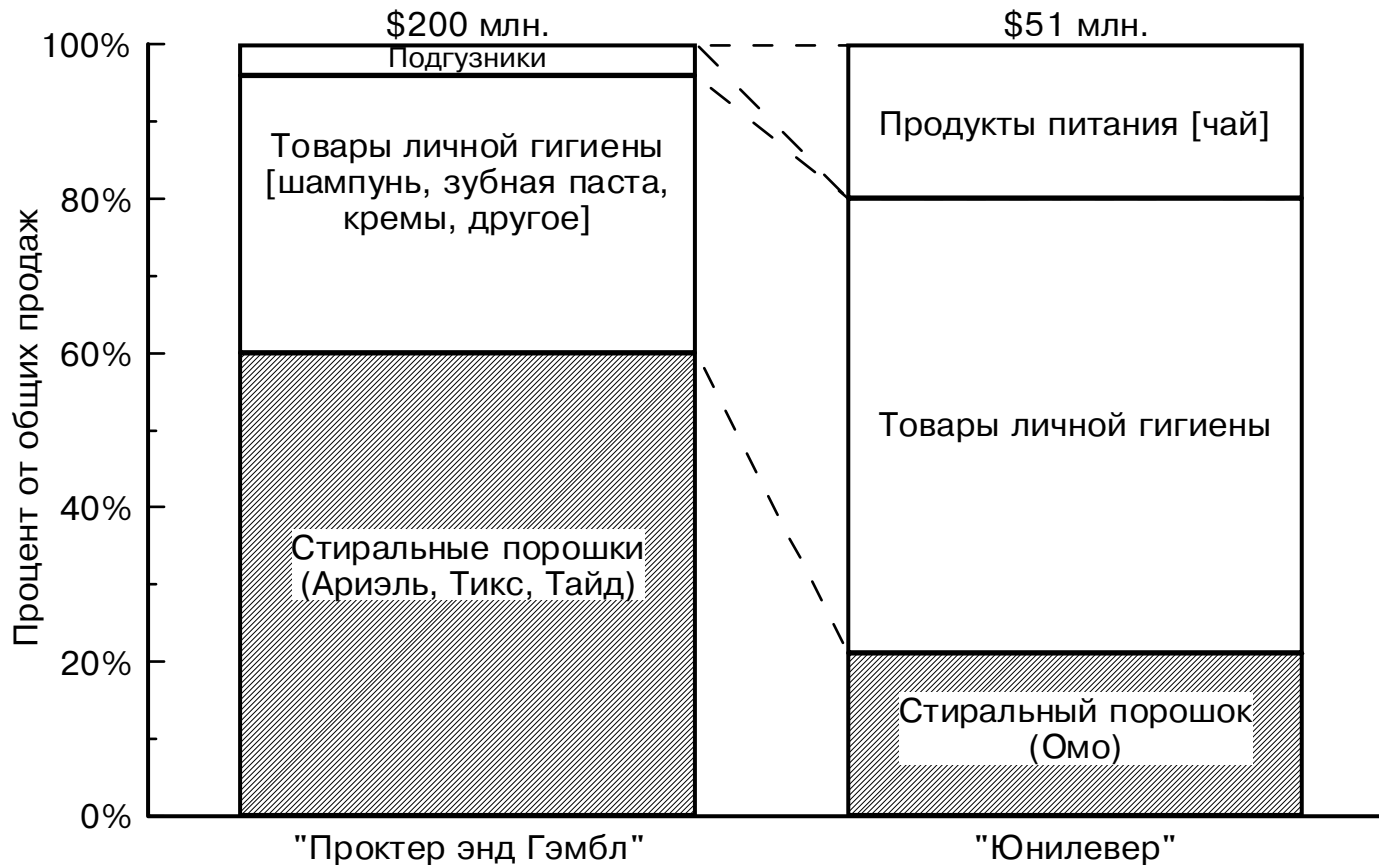 $200 млн.
$51 млн.
100%
80%
60%
40%
20%
0%
Процент от общих продаж
Подгузники
Товары личной гигиены
[шампунь, зубная паста,
кремы, другое]
Стиральные порошки
(Ариэль, Тикс, Тайд)
Продукты питания [чай]
Товары личной гигиены
Стиральный порошок
(Омо)
"Проктер энд Гэмбл"
"Юнилевер"